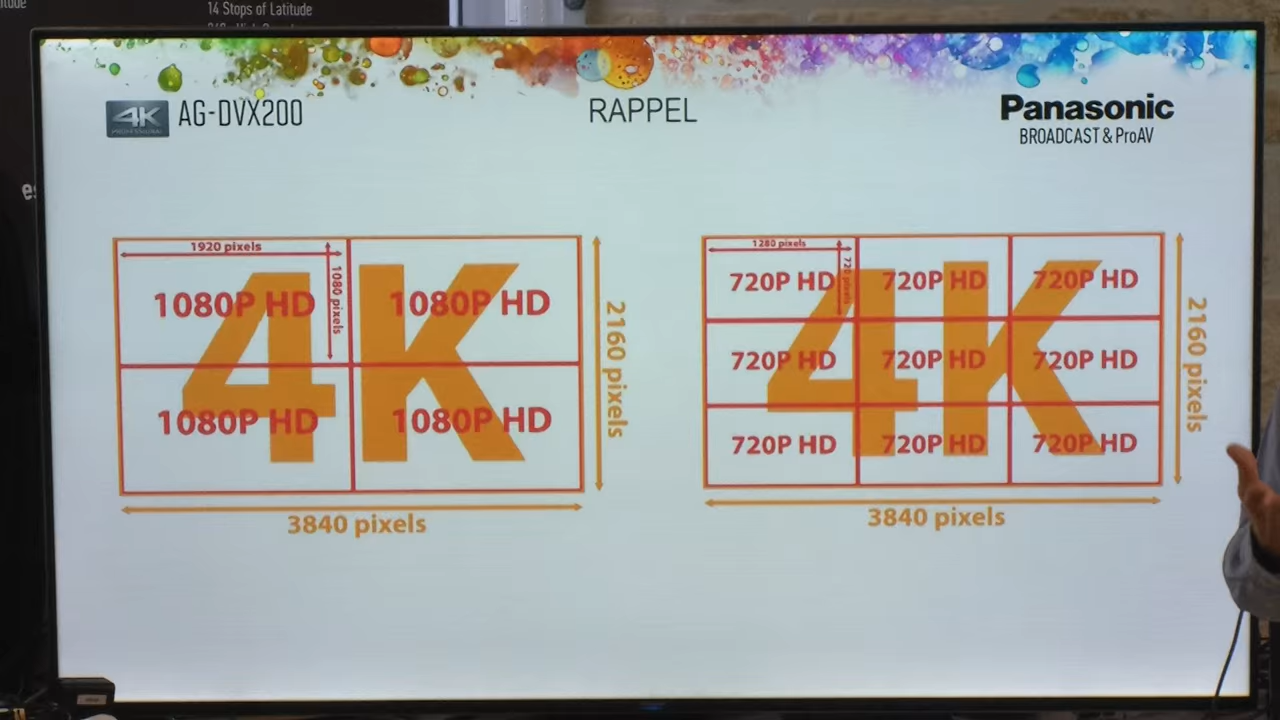 14 Stops of Latitude
4K
PROFESSIONAL
AG-DVX200
RAPPEL
Panasonic
BROADCAST & ProAV
1920 pixels
1080 pixels
1080P HD
1080P HD
1080P HD
1080P HD
4K
2160 pixels
3840 pixels
1280 pixels
720 pixels
720P HD
720P HD
720P HD
720P HD
720P HD
720P HD
720P HD
720P HD
720P HD
4K
2160 pixels
3840 pixels